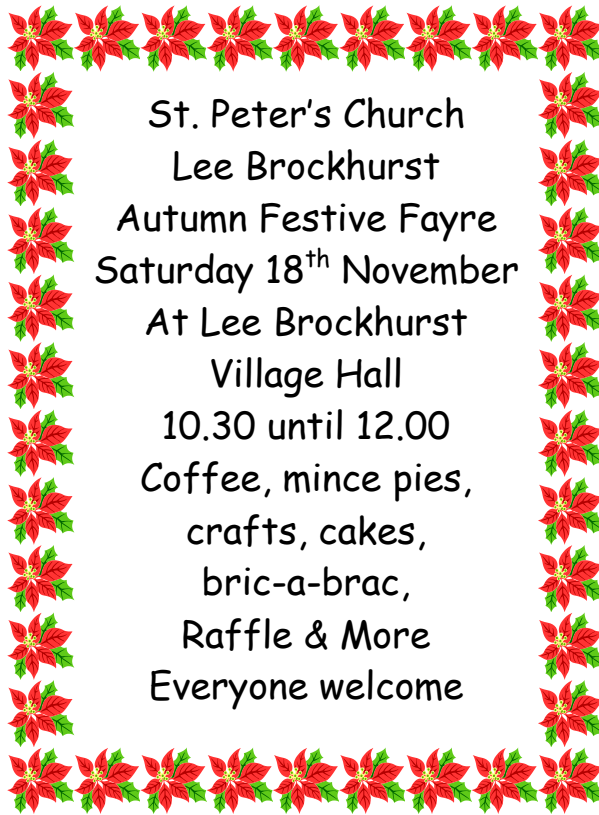 St. Peter’s Church
Lee Brockhurst
Autumn Festive Fayre
Saturday 18th November
At Lee Brockhurst
Village Hall
10.30 until 12.00
Coffee, mince pies,
crafts, cakes,
bric-a-brac,
Raffle & More
Everyone welcome